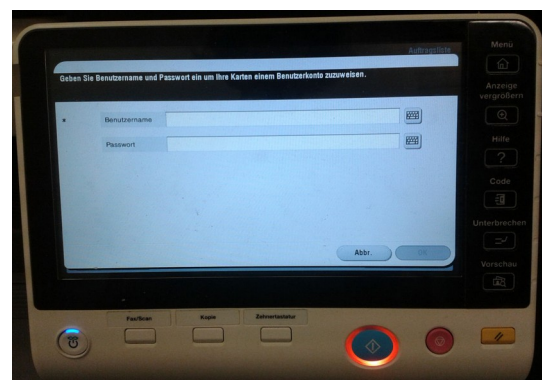 Auftragsliste
Geben Sie Benutzername und Passwort ein um Ihre Karten einem Benutzerkonto zuzuweisen.
* Benutzername
Passwort
Abbr.
OK
Menü
Anzeige
vergrößern
Hilfe
?
Code
Unterbrechen
Vorschau
Fax/Scan
Kopie
Zehnertastatur